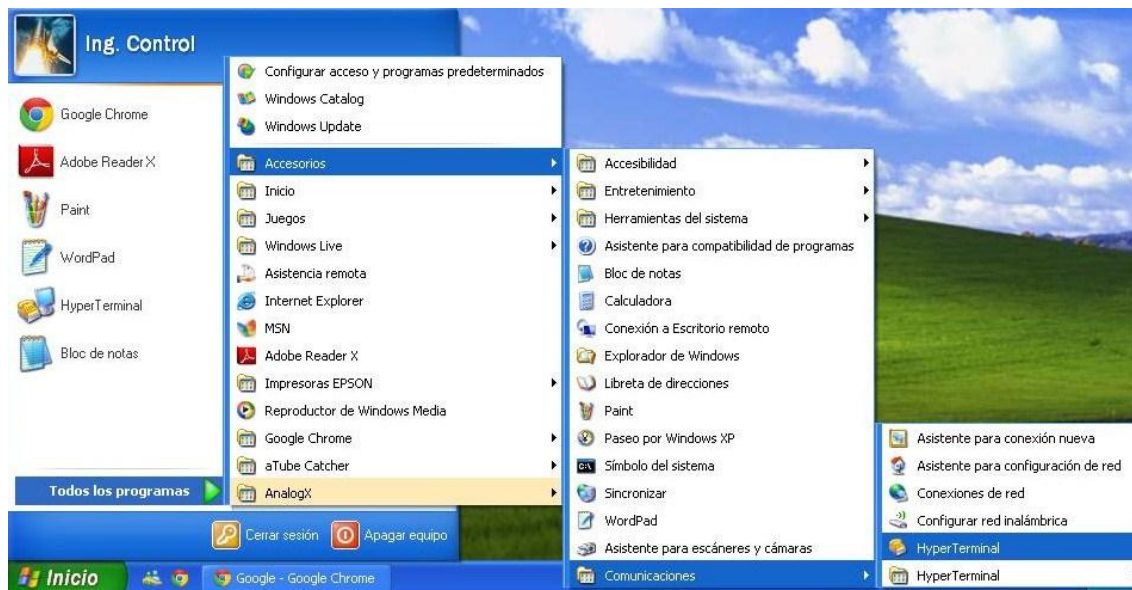 Ing. Control
Google Chrome
Adobe Reader X
Paint
WordPad
HyperTerminal
Bloc de notas
Todos los programas
Cerrar sesión
Apagar equipo
Inicio
Google - Google Chrome
Configurar acceso y programas predeterminados
Windows Catalog
Windows Update
Accesorios
Inicio
Juegos
Windows Live
Asistencia remota
Internet Explorer
MSN
Adobe Reader X
Impresoras EPSON
Reproductor de Windows Media
Google Chrome
aTube Catcher
AnalogX
Accesibilidad
Entretenimiento
Herramientas del sistema
Asistente para compatibilidad de programas
Bloc de notas
Calculadora
Conexión a Escritorio remoto
Explorador de Windows
Libreta de direcciones
Paint
Paseo por Windows XP
Símbolo del sistema
Sincronizar
WordPad
Asistente para escáneres y cámaras
Comunicaciones
Asistente para conexión nueva
Asistente para configuración de red
Conexiones de red
Configurar red inalámbrica
HyperTerminal
HyperTerminal